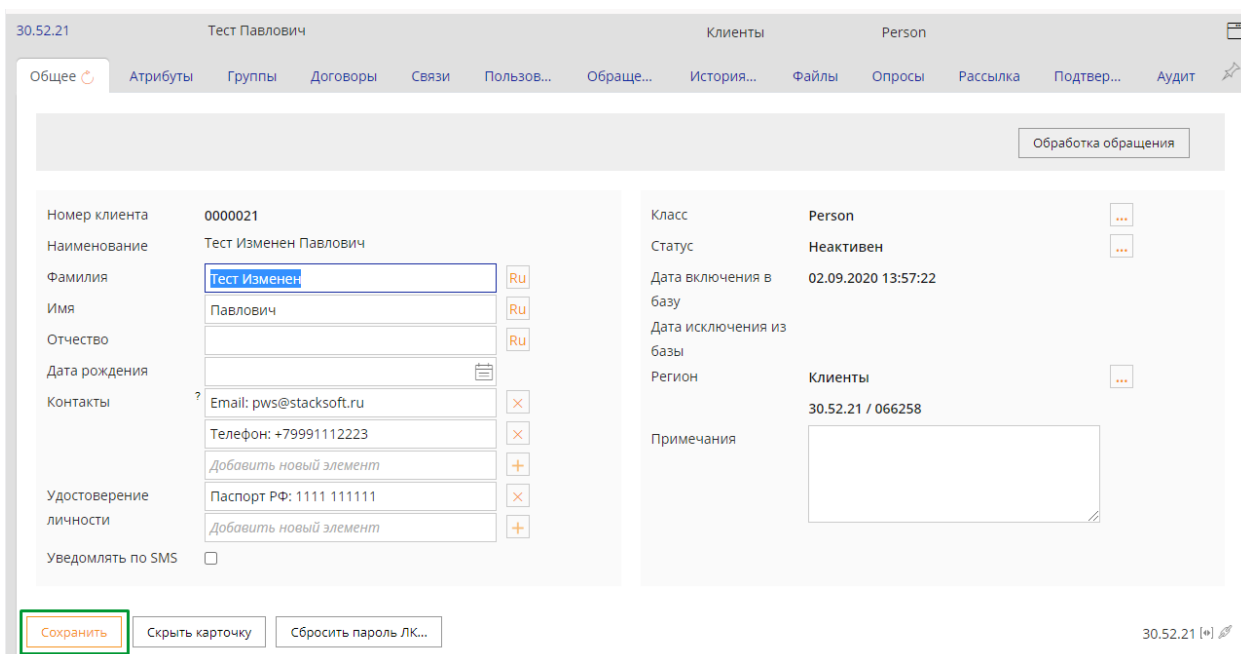 30.52.21 Тест Павлович Клиенты Person
Общее Атрибуты Группы Договоры Связи Пользов... Обраще... История... Файлы Опросы Рассылка Подтвер... Аудит
Обработка обращения
Номер клиента 0000021
Наименование Тест Изменен Павлович
Фамилия Тест Изменен Ru
Имя Павлович Ru
Отчество Ru
Дата рождения
Контакты ? Email: pws@stacksoft.ru
Телефон: +79991112223
Добавить новый элемент
Удостоверение
личности
Паспорт РФ: 1111 111111
Добавить новый элемент
Уведомлять по SMS
Класс Person ...
Статус Неактивен ...
Дата включения в
базу
02.09.2020 13:57:22
Дата исключения из
базы
Регион Клиенты ...
30.52.21 / 066258
Примечания
Сохранить Скрыть карточку Сбросить пароль ЛК... 30.52.21